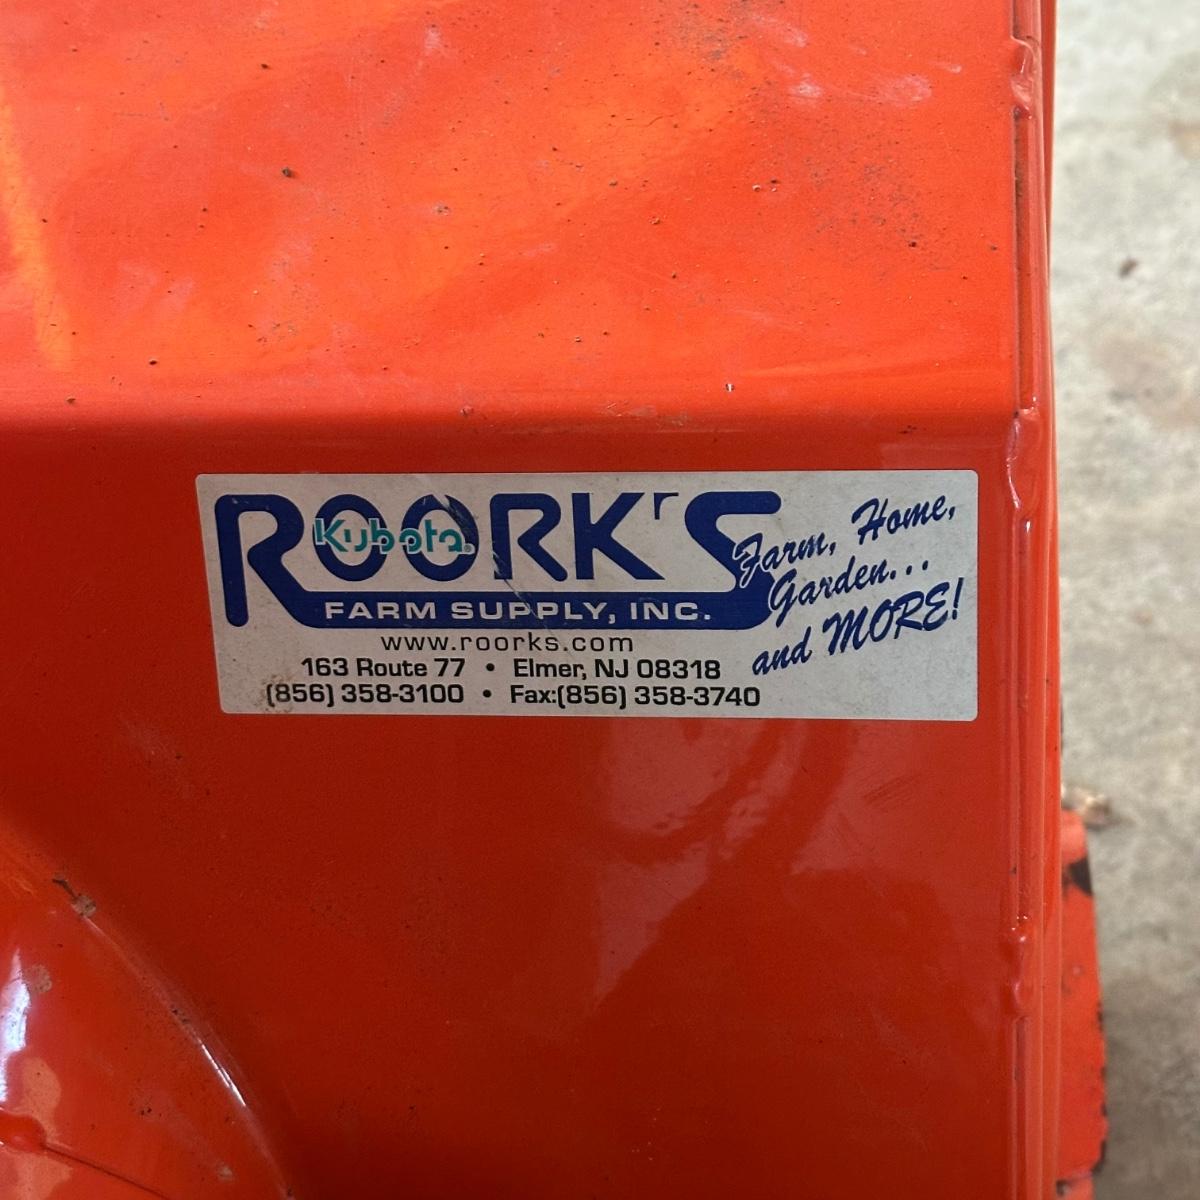 ROORK'S
Kubota
FARM SUPPLY, INC.
www.roorks.com
163 Route 77 • Elmer, NJ 08318
(856) 358-3100 • Fax:(856) 358-3740
Farm, Home,
Garden...
and MORE!